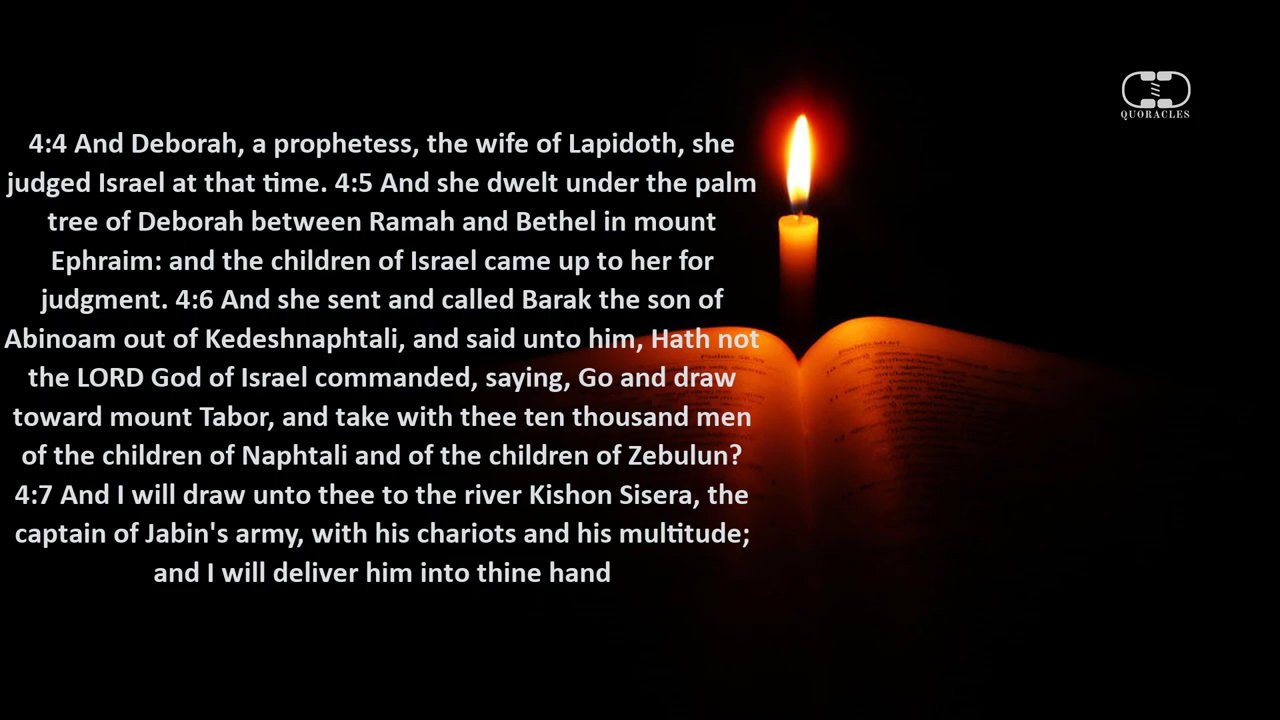 4:4 And Deborah, a prophetess, the wife of Lapidoth, she
judged Israel at that time. 4:5 And she dwelt under the palm
tree of Deborah between Ramah and Bethel in mount
Ephraim: and the children of Israel came up to her for
judgment. 4:6 And she sent and called Barak the son of
Abinoam out of Kedeshnaphtali, and said unto him, Hath not
the LORD God of Israel commanded, saying, Go and draw
toward mount Tabor, and take with thee ten thousand men
of the children of Naphtali and of the children of Zebulun?
4:7 And I will draw unto thee to the river Kishon Sisera, the
captain of Jabin's army, with his chariots and his multitude;
and I will deliver him into thine hand
QUORACLES